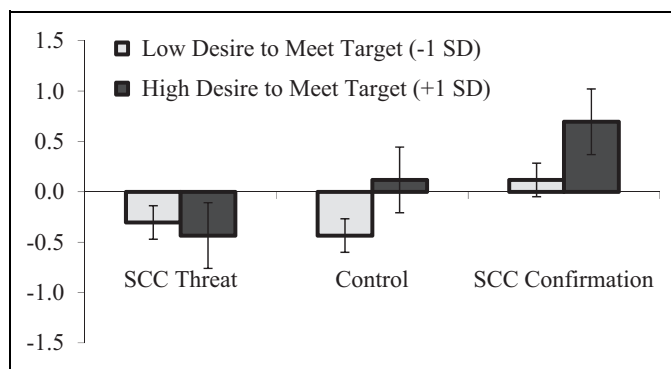 1.5
Low Desire to Meet Target (-1 SD)
1.0
High Desire to Meet Target (+1 SD)
0.5
0.0
-0.5
SCC Threat Control SCC Confirmation
-1.0
-1.5